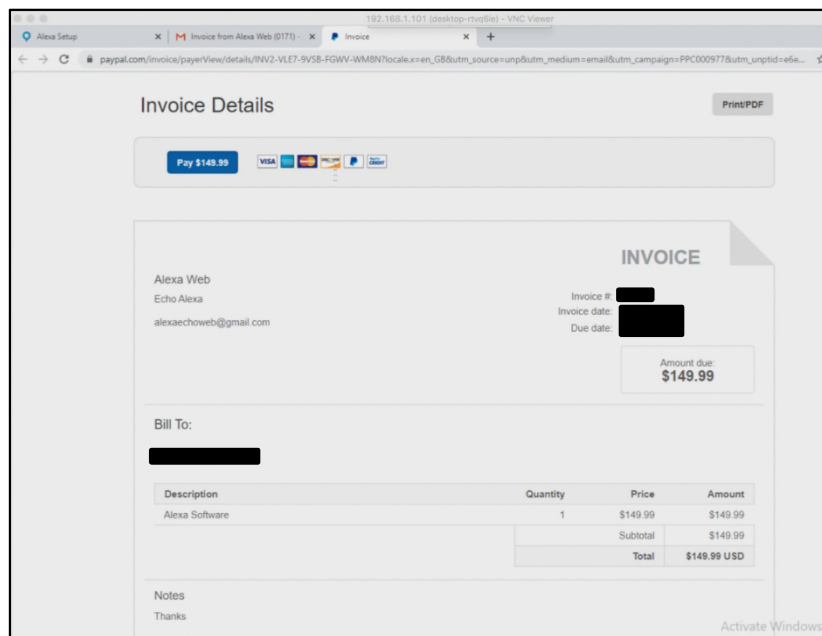 192.168.1.101 (desktop-rtvq6ie) - VNC Viewer
Alexa Setup
Invoice from Alexa Web (0171) -
Invoice
paypal.com/invoice/payerView/details/INV2-VLE7-9VSB-FGWV-WM8N?locale.x=en_GB&utm_source=unp&utm_medium=email&utm_campaign=PPC000977&utm_unptid=e6e...
Invoice Details
Print/PDF
Pay $149.99
VISA
INVOICE
Alexa Web
Echo Alexa
alexaechoweb@gmail.com
Invoice #:
Invoice date:
Due date:
Amount due:
$149.99
Bill To:
Description Quantity Price Amount
Alexa Software 1 $149.99 $149.99
Subtotal $149.99
Total $149.99 USD
Notes
Thanks
Activate Windows